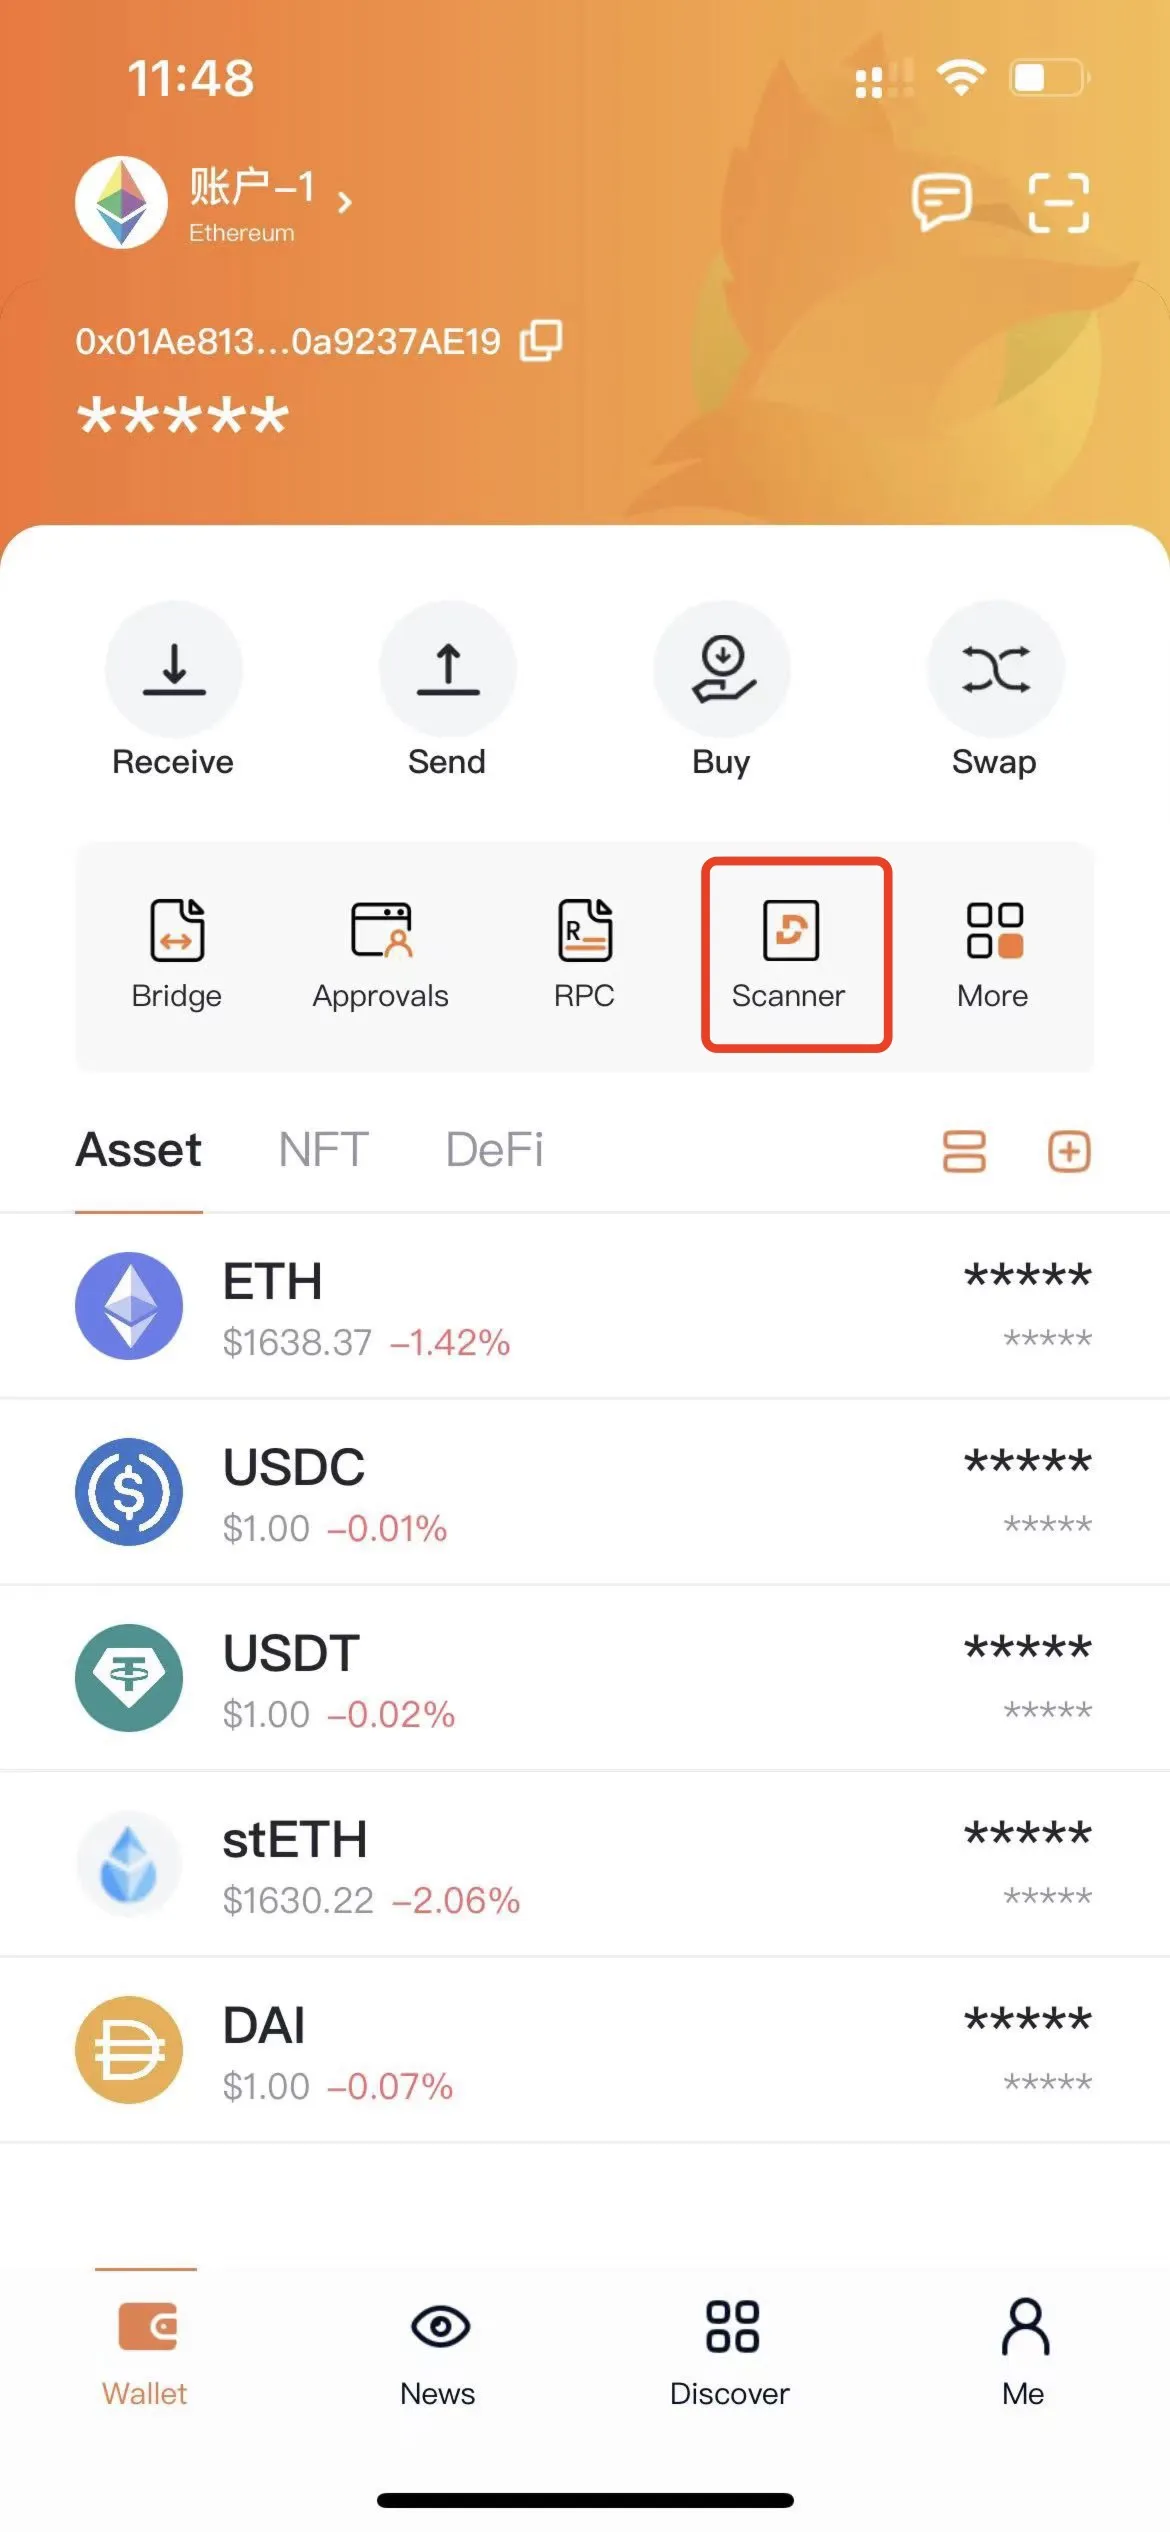 11:48
账户-1
Ethereum
0x01Ae813...0a9237AE19
*****
Receive
Send
Buy
Swap
R
Bridge
Approvals
RPC
Scanner
More
Asset
NFT
DeFi
ETH
*****
$1638.37 -1.42%
*****
USDC
*****
$1.00 -0.01%
*****
USDT
*****
$1.00 -0.02%
*****
stETH
*****
$1630.22 -2.06%
*****
DAI
*****
$1.00 -0.07%
*****
Wallet
News
Discover
Me